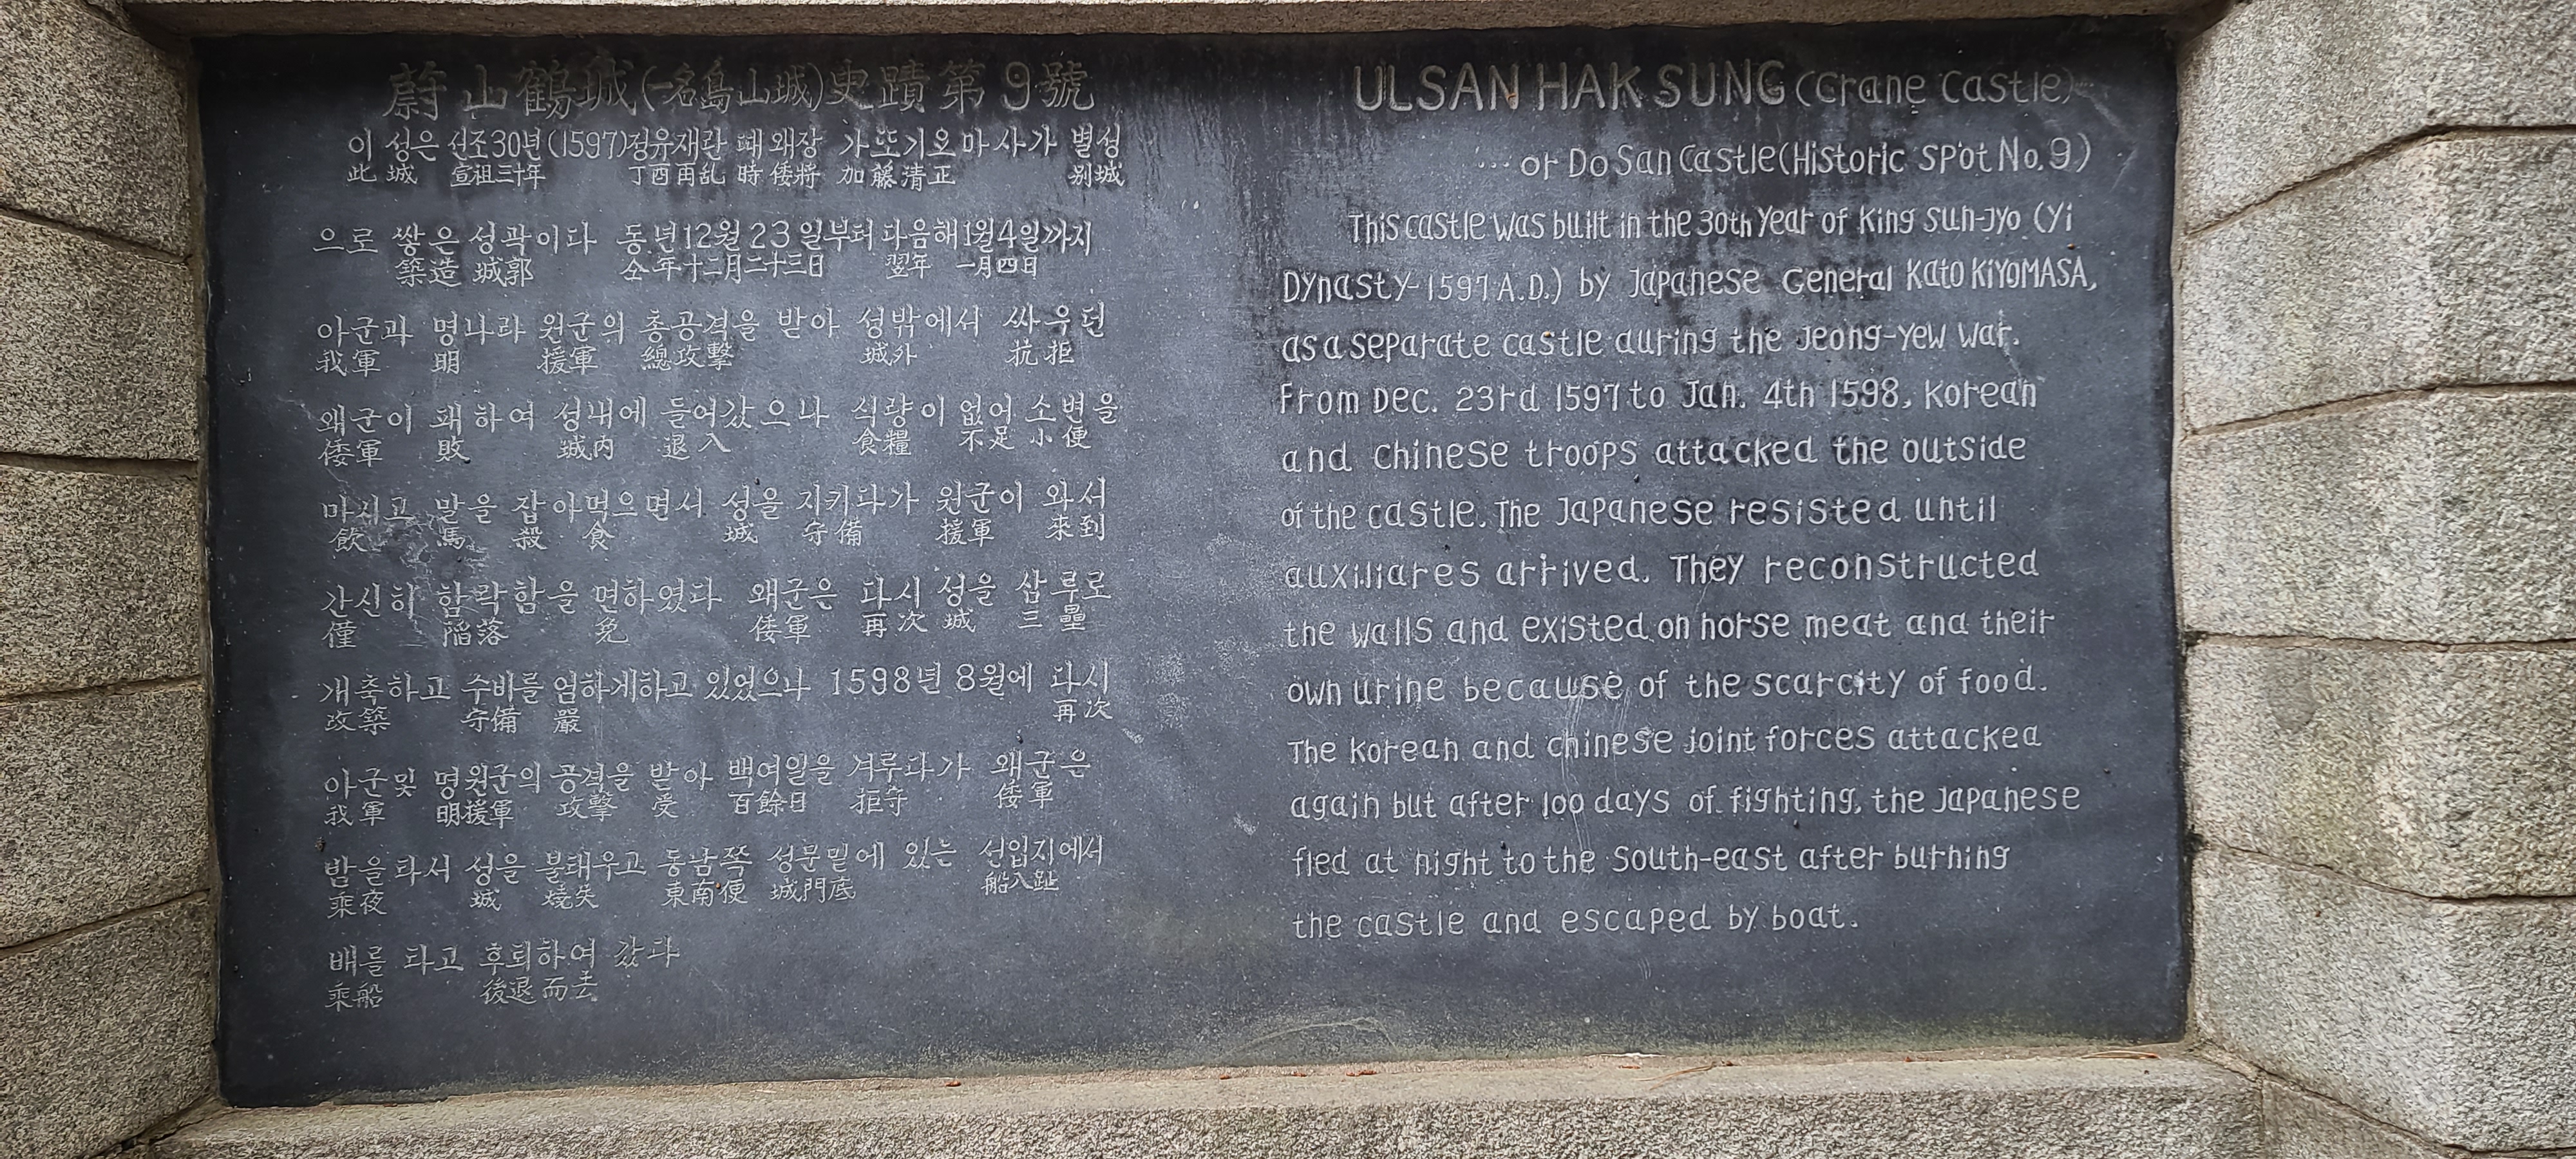 蔚山鶴城(一名島山城)史蹟第9號
이 성은 선조30년(1597)정유재란 때 왜장 가또기요마사가 별성
此 城 宣祖三十年 丁酉再乱 時 倭將 加藤清正 別城
으로 쌓은 성곽이다 동년12월23일부터 다음해1월4일까지
築造 城郭 仝年十二月二十三日 翌年 一月四日
아군과 명나라 원군의 총공격을 받아 성밖에서 싸우던
我軍 明 援軍 總攻擊 城外 抗拒
왜군이 패하여 성내에 들어갔으나 식량이 없어 소변을
倭軍 敗 城内 退入 食糧 不足 小便
마시고 말을 잡아먹으면서 성을 지키다가 원군이 와서
飮 馬 殺 食 城 守備 援軍 來到
간신히 함락함을 면하였다 왜군은 다시 성을 삼루로
僅 陷落 免 倭軍 再次 城 三壘
개축하고 수비를 엄하게하고 있었으나 1598년 8월에 다시
改築 守備 嚴 再次
아군및 명원군의 공격을 받아 백여일을 겨루다가 왜군은
我軍 明援軍 攻擊 受 百餘日 拒守 倭軍
밤을타서 성을 불태우고 동남쪽 성문밑에 있는 선입지에서
乘夜 城 燒失 東南便 城門底 船入趾
배를 타고 후퇴하여 갔다
乘船 後退而去
ULSAN HAK SUNG (Crane Castle)
... or Do San Castle (Historic Spot No. 9)
This castle was built in the 30th year of King Sun-jyo (Yi
Dynasty-1597 A.D.) by Japanese General Kato KIYOMASA,
as a separate castle during the Jeong-yew war.
From Dec. 23rd 1597 to Jan. 4th 1598, Korean
and Chinese troops attacked the outside
of the castle. The Japanese resisted until
auxiliares arrived. They reconstructed
the walls and existed on horse meat and their
own urine because of the scarcity of food.
The Korean and Chinese joint forces attacked
again but after 100 days of fighting, the Japanese
fled at night to the South-east after burning
the castle and escaped by boat.